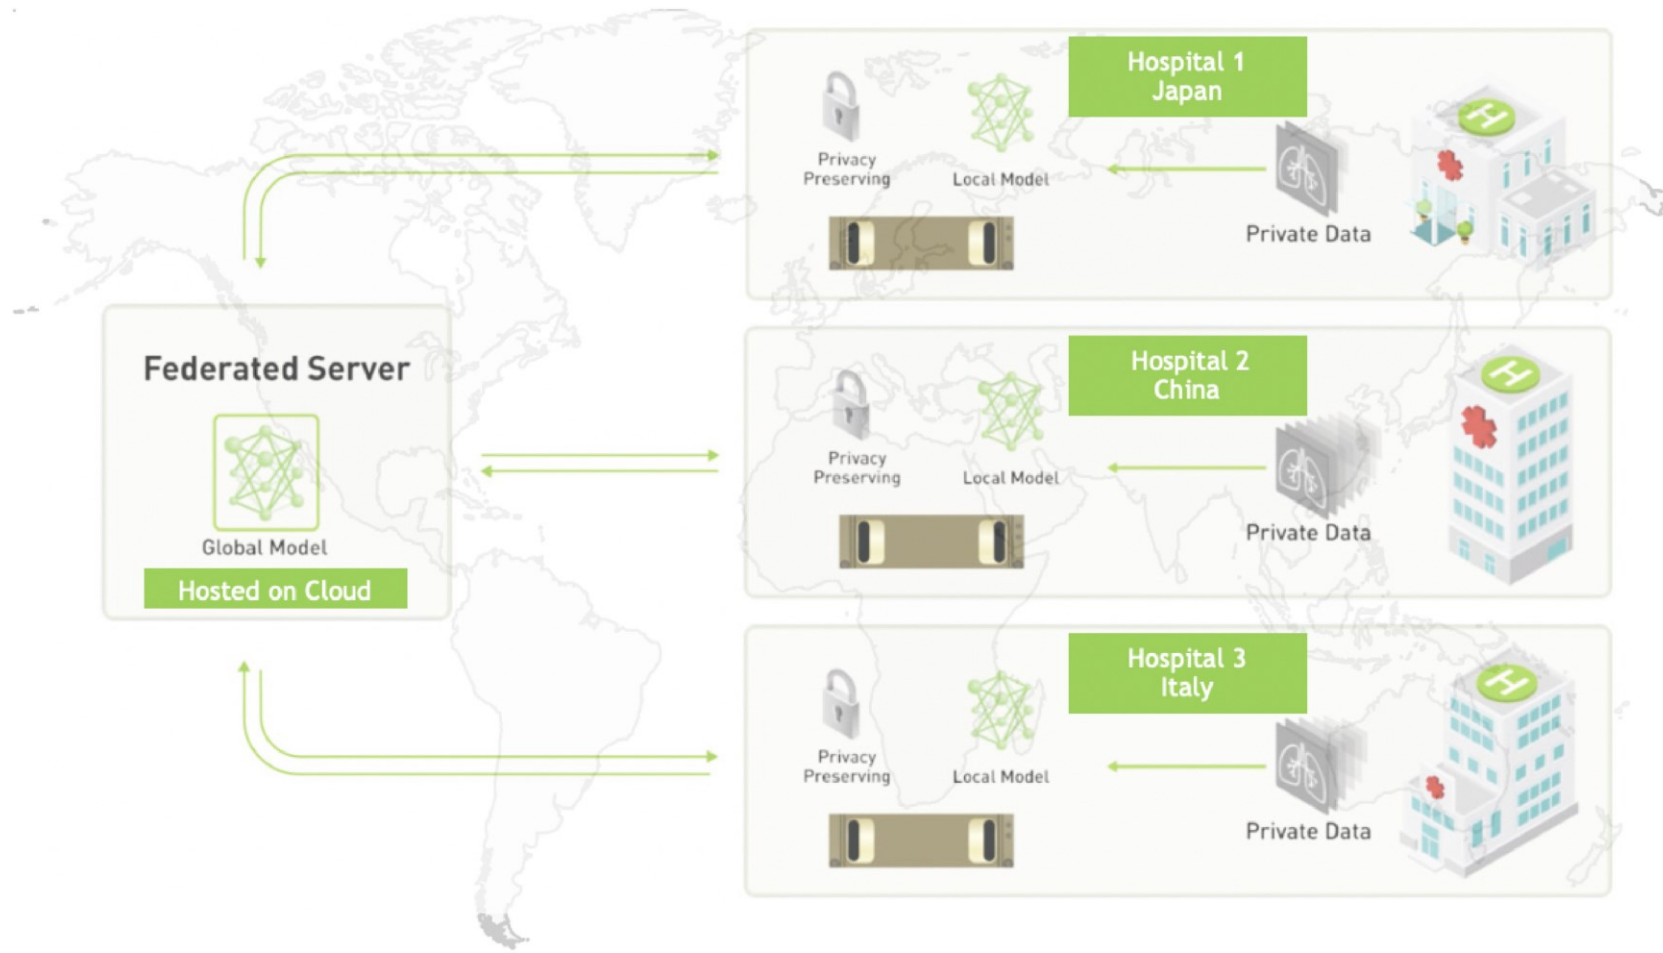 Hospital 1
Japan
Privacy
Preserving
Local Model
Private Data
H
Federated Server
Global Model
Hosted on Cloud
Hospital 2
China
Privacy
Preserving
Local Model
Private Data
H
Hospital 3
Italy
Privacy
Preserving
Local Model
Private Data
H